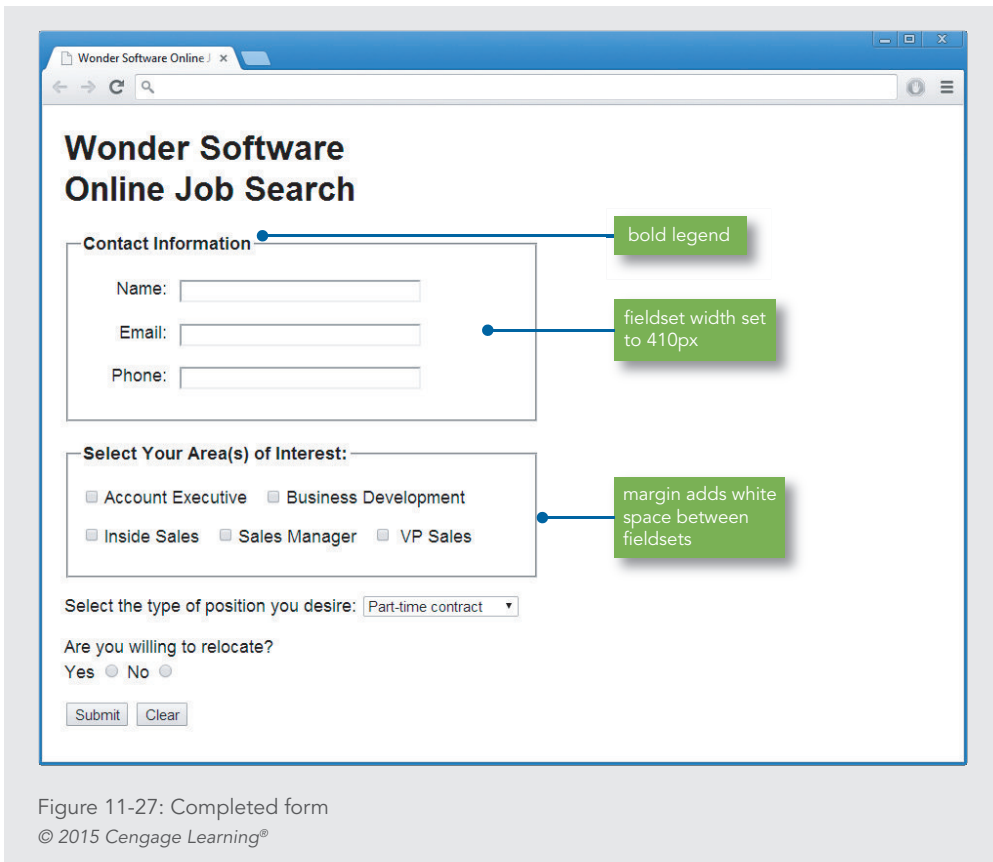 Wonder Software Online J
Wonder Software
Online Job Search
Contact Information
bold legend
Name:
fieldset width set
to 410px
Email:
Phone:
Select Your Area(s) of Interest:
Account Executive Business Development
margin adds white
space between
fieldsets
Inside Sales Sales Manager VP Sales
Select the type of position you desire: Part-time contract
Are you willing to relocate?
Yes No
Submit Clear
Figure 11-27: Completed form
© 2015 Cengage Learning®